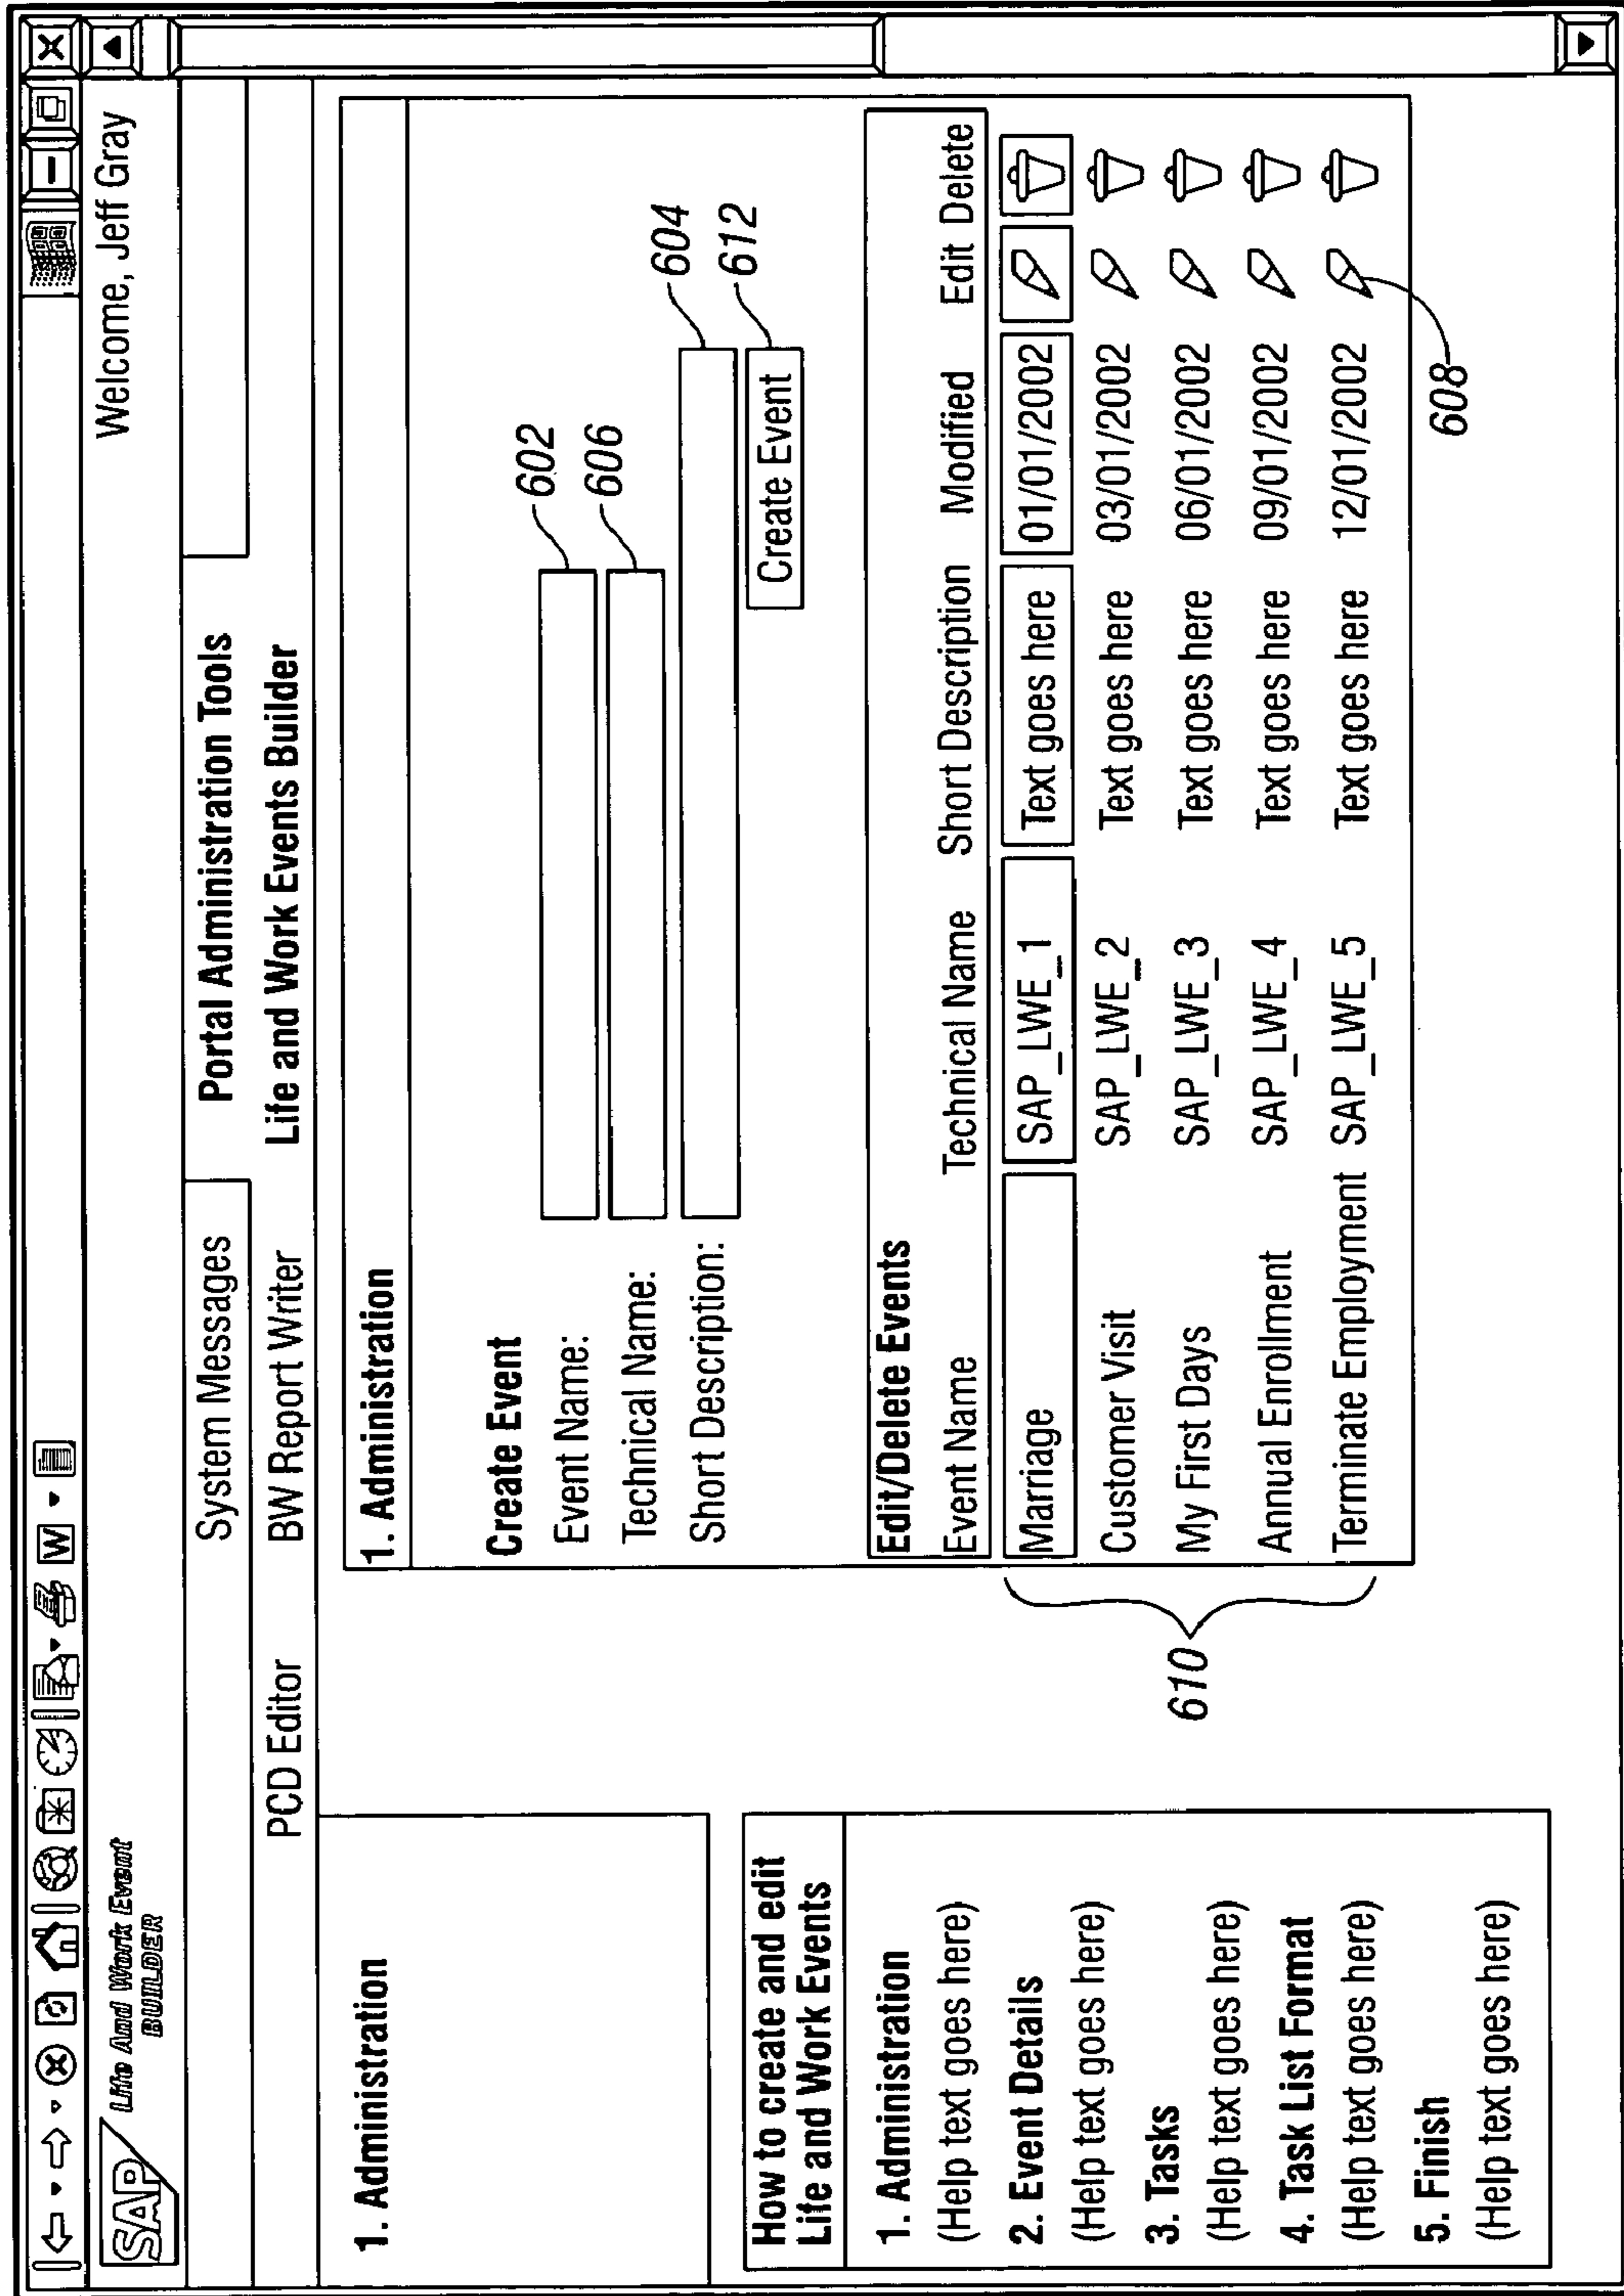 W
Welcome, Jeff Gray
SAP
Life And Work Event
BUILDER
System Messages
Portal Administration Tools
PCD Editor
BW Report Writer
Life and Work Events Builder
1. Administration
How to create and edit
Life and Work Events
1. Administration
(Help text goes here)
2. Event Details
(Help text goes here)
3. Tasks
(Help text goes here)
4. Task List Format
(Help text goes here)
5. Finish
(Help text goes here)
1. Administration
Create Event
Event Name:
602
Technical Name:
606
Short Description:
604
Create Event
612
Edit/Delete Events
Event Name Technical Name Short Description Modified Edit Delete
Marriage SAP_LWE_1 Text goes here 01/01/2002
Customer Visit SAP_LWE_2 Text goes here 03/01/2002
My First Days SAP_LWE_3 Text goes here 06/01/2002
Annual Enrollment SAP_LWE_4 Text goes here 09/01/2002
Terminate Employment SAP_LWE_5 Text goes here 12/01/2002
610
608